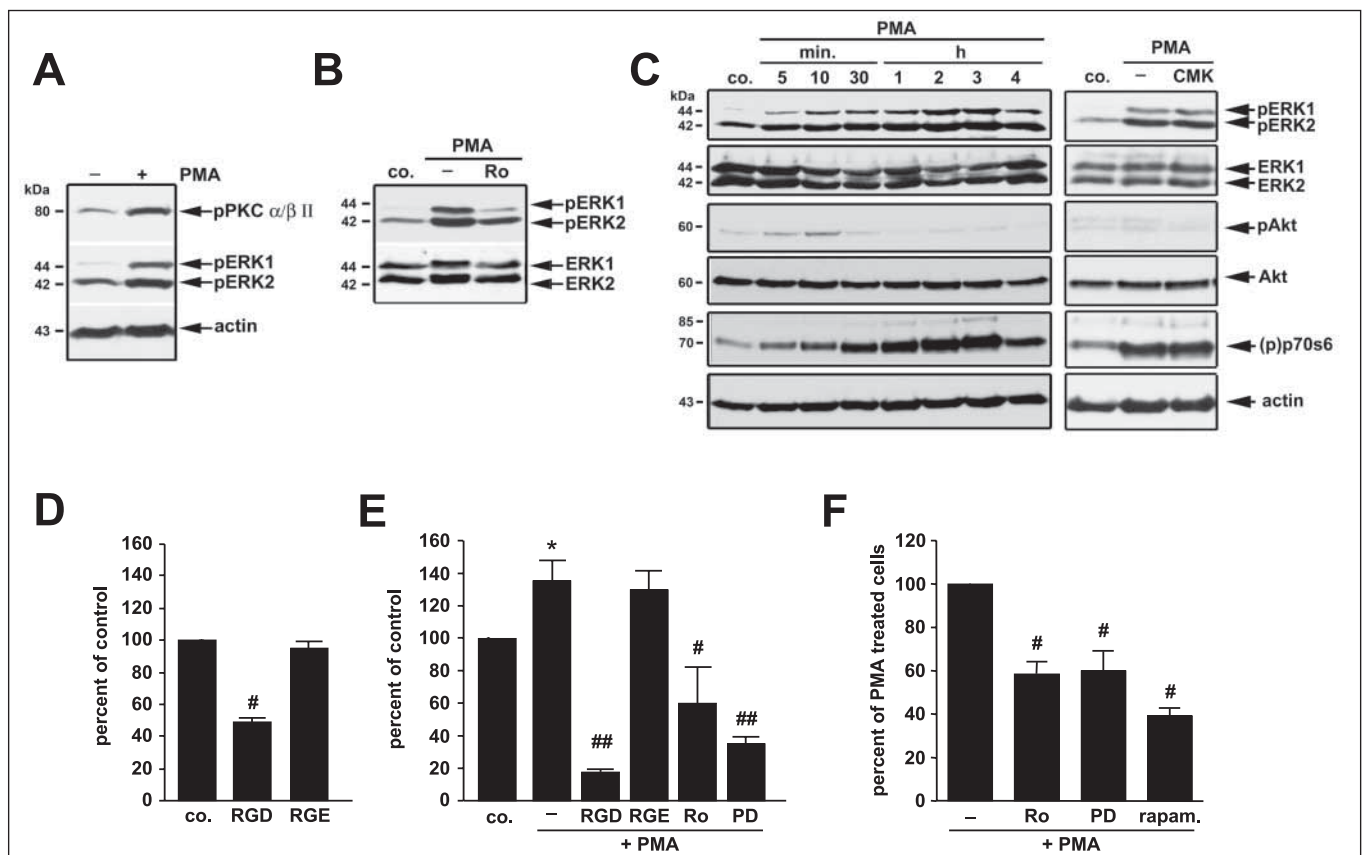 A
– + PMA
kDa
80 – pPKC α/β II
44 – pERK1
42 – pERK2
43 – actin
B
PMA
co. – Ro
44 – pERK1
42 – pERK2
44 – ERK1
42 – ERK2
C
PMA
min. h
co. 5 10 30 1 2 3 4
kDa
44 –
42 –
44 –
42 –
60 –
60 –
85 –
70 –
43 –
PMA
co. – CMK
pERK1
pERK2
ERK1
ERK2
pAkt
Akt
(p)p70s6
actin
D
percent of control
160
140
120
100
80
60
40
20
0
#
co. RGD RGE
E
percent of control
160
140
120
100
80
60
40
20
0
*
##
#
##
co. – RGD RGE Ro PD
+ PMA
F
percent of PMA treated cells
120
100
80
60
40
20
0
# # #
– Ro PD rapam.
+ PMA